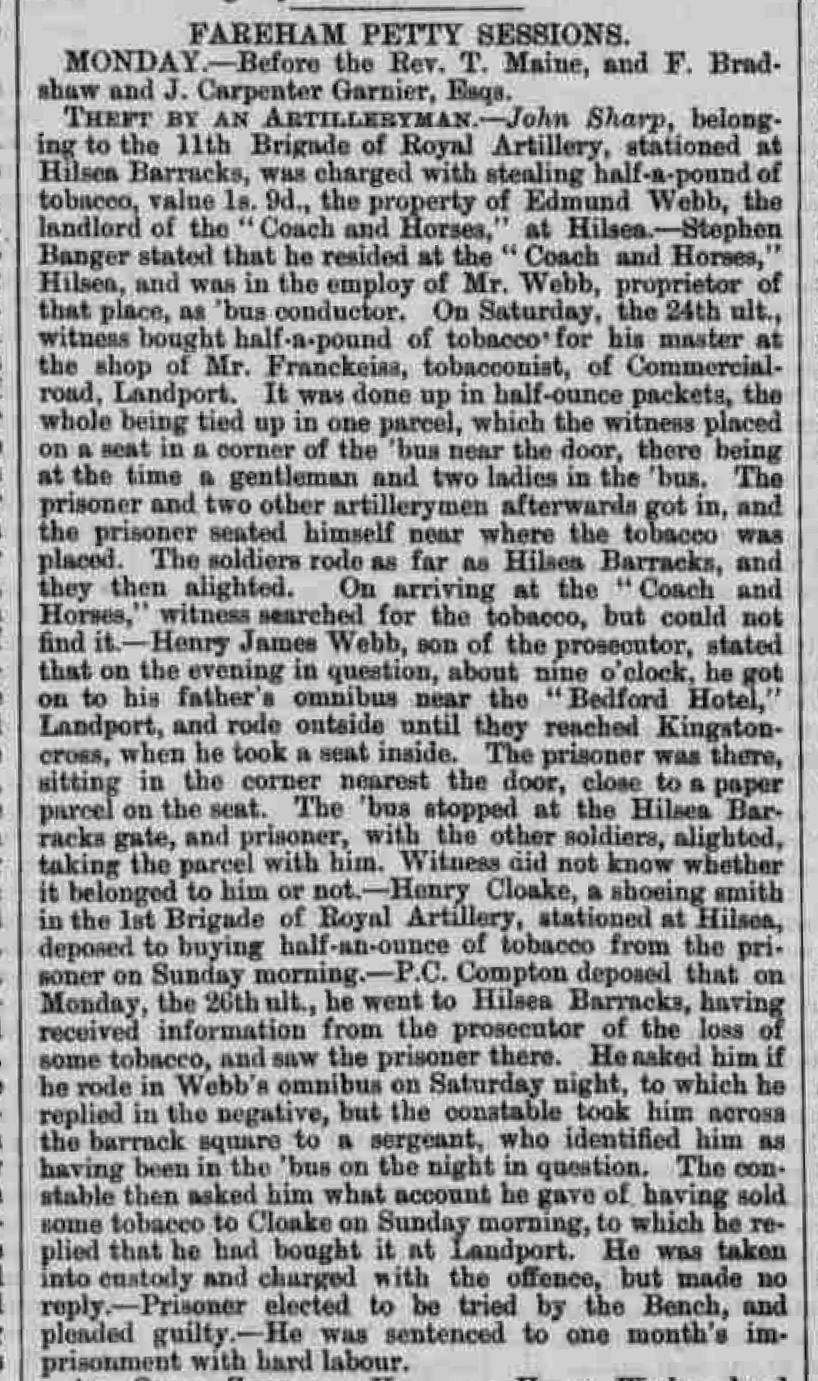 FAREHAM PETTY SESSIONS.
MONDAY.—Before the Rev. T. Maine, and F. Brad-
shaw and J. Carpenter Garnier, Esqs.
THEFT BY AN ARTILLERYMAN.—John Sharp, belong-
ing to the 11th Brigade of Royal Artillery, stationed at
Hilsea Barracks, was charged with stealing half-a-pound of
tobacco, value 1s. 9d., the property of Edmund Webb, the
landlord of the "Coach and Horses," at Hilsea.—Stephen
Banger stated that he resided at the "Coach and Horses,"
Hilsea, and was in the employ of Mr. Webb, proprietor of
that place, as 'bus conductor. On Saturday, the 24th ult.,
witness bought half-a-pound of tobacco for his master at
the shop of Mr. Franckeiss, tobacconist, of Commercial-
road, Landport. It was done up in half-ounce packets, the
whole being tied up in one parcel, which the witness placed
on a seat in a corner of the 'bus near the door, there being
at the time a gentleman and two ladies in the 'bus. The
prisoner and two other artillerymen afterwards got in, and
the prisoner seated himself near where the tobacco was
placed. The soldiers rode as far as Hilsea Barracks, and
they then alighted. On arriving at the "Coach and
Horses," witness searched for the tobacco, but could not
find it.—Henry James Webb, son of the prosecutor, stated
that on the evening in question, about nine o'clock, he got
on to his father's omnibus near the "Bedford Hotel,"
Landport, and rode outside until they reached Kingston-
cross, when he took a seat inside. The prisoner was there,
sitting in the corner nearest the door, close to a paper
parcel on the seat. The 'bus stopped at the Hilsea Bar-
racks gate, and prisoner, with the other soldiers, alighted,
taking the parcel with him. Witness did not know whether
it belonged to him or not.—Henry Cloake, a shoeing smith
in the 1st Brigade of Royal Artillery, stationed at Hilsea,
deposed to buying half-an-ounce of tobacco from the pri-
soner on Sunday morning.—P.C. Compton deposed that on
Monday, the 26th ult., he went to Hilsea Barracks, having
received information from the prosecutor of the loss of
some tobacco, and saw the prisoner there. He asked him if
he rode in Webb's omnibus on Saturday night, to which he
replied in the negative, but the constable took him across
the barrack square to a sergeant, who identified him as
having been in the 'bus on the night in question. The con-
stable then asked him what account he gave of having sold
some tobacco to Cloake on Sunday morning, to which he re-
plied that he had bought it at Landport. He was taken
into custody and charged with the offence, but made no
reply.—Prisoner elected to be tried by the Bench, and
pleaded guilty.—He was sentenced to one month's im-
prisonment with hard labour.